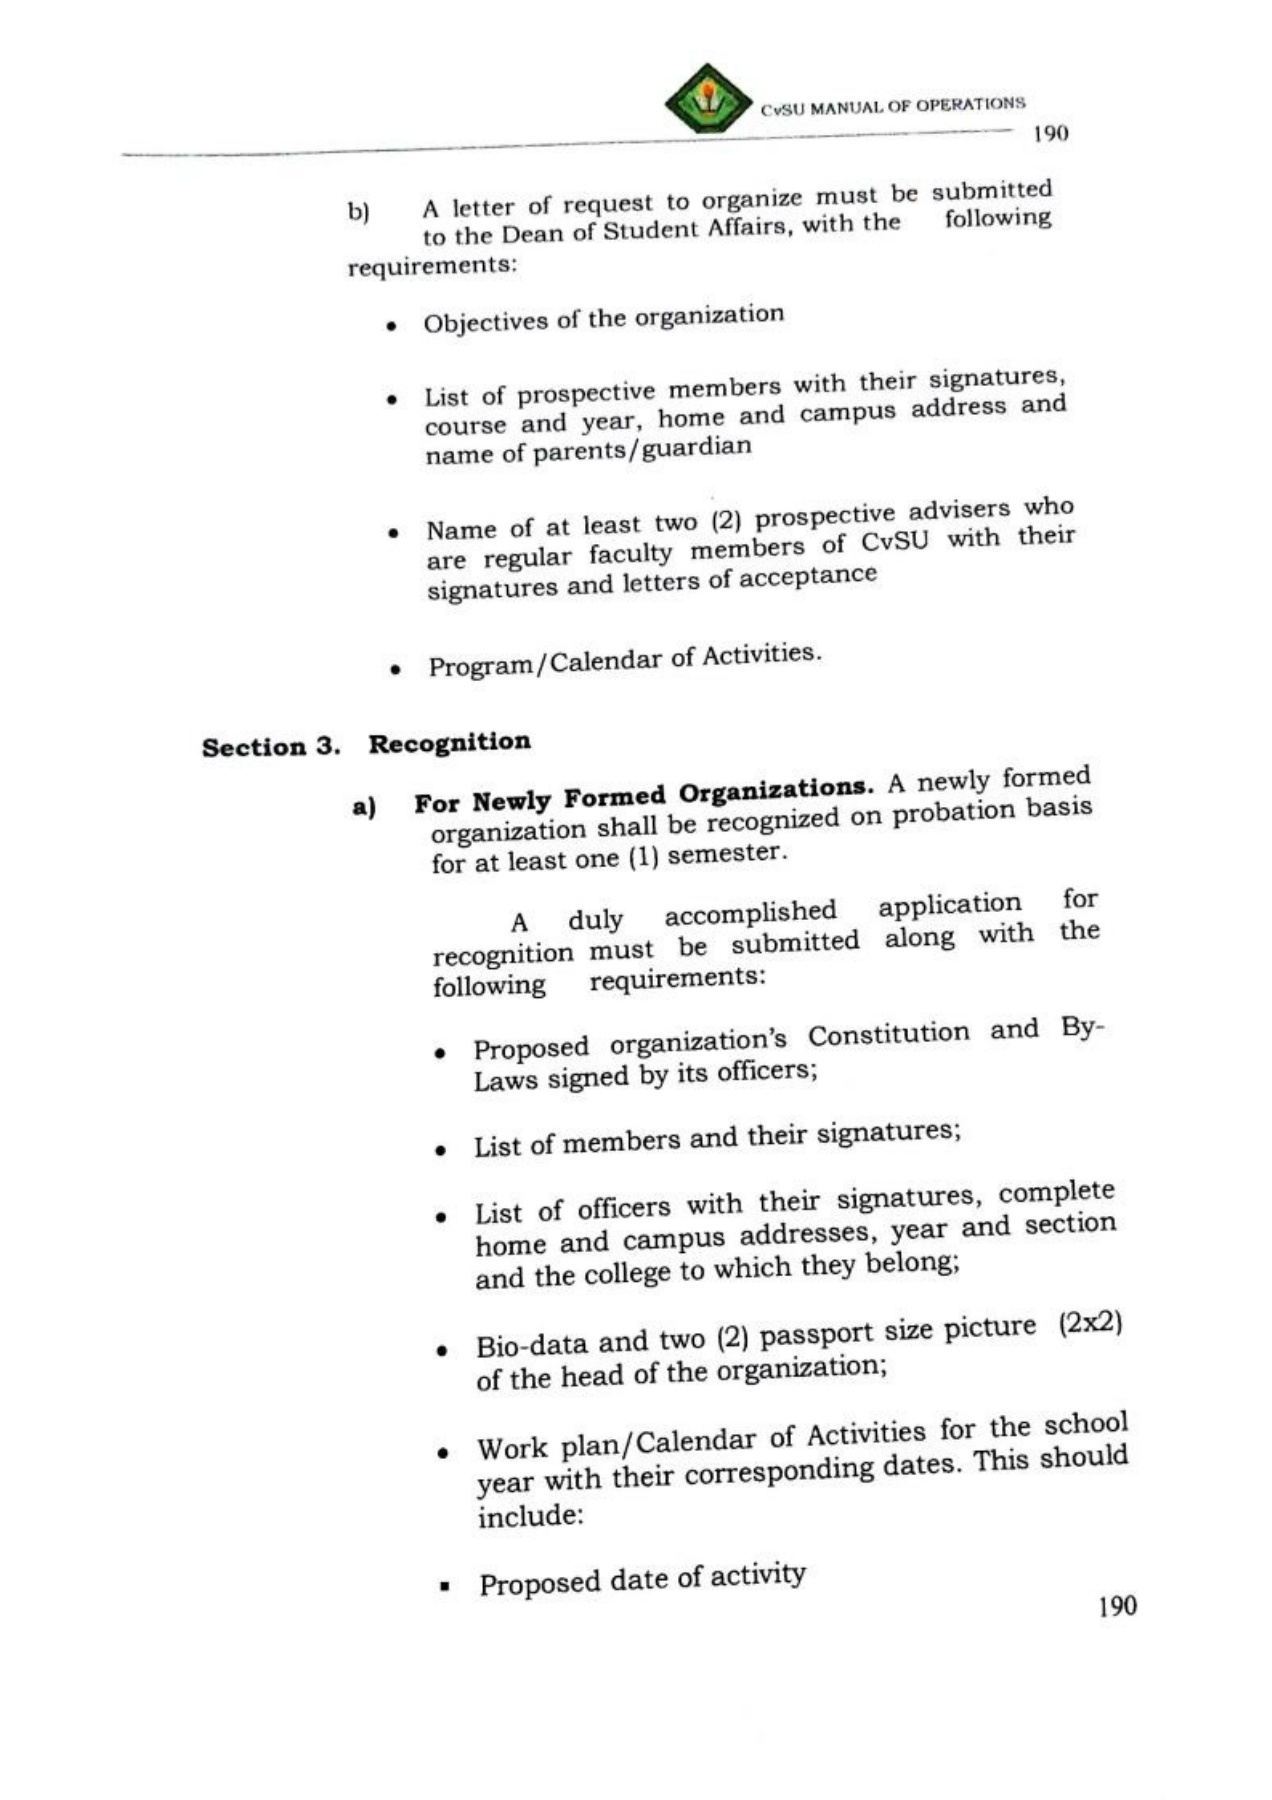 CvSU MANUAL OF OPERATIONS
190
b) A letter of request to organize must be submitted
to the Dean of Student Affairs, with the following
requirements:
• Objectives of the organization
• List of prospective members with their signatures,
course and year, home and campus address and
name of parents/guardian
• Name of at least two (2) prospective advisers who
are regular faculty members of CvSU with their
signatures and letters of acceptance
• Program/Calendar of Activities.
Section 3. Recognition
a) For Newly Formed Organizations. A newly formed
organization shall be recognized on probation basis
for at least one (1) semester.
A duly accomplished application for
recognition must be submitted along with the
following requirements:
• Proposed organization's Constitution and By-
Laws signed by its officers;
• List of members and their signatures;
• List of officers with their signatures, complete
home and campus addresses, year and section
and the college to which they belong;
• Bio-data and two (2) passport size picture (2x2)
of the head of the organization;
• Work plan/Calendar of Activities for the school
year with their corresponding dates. This should
include:
▪ Proposed date of activity
190